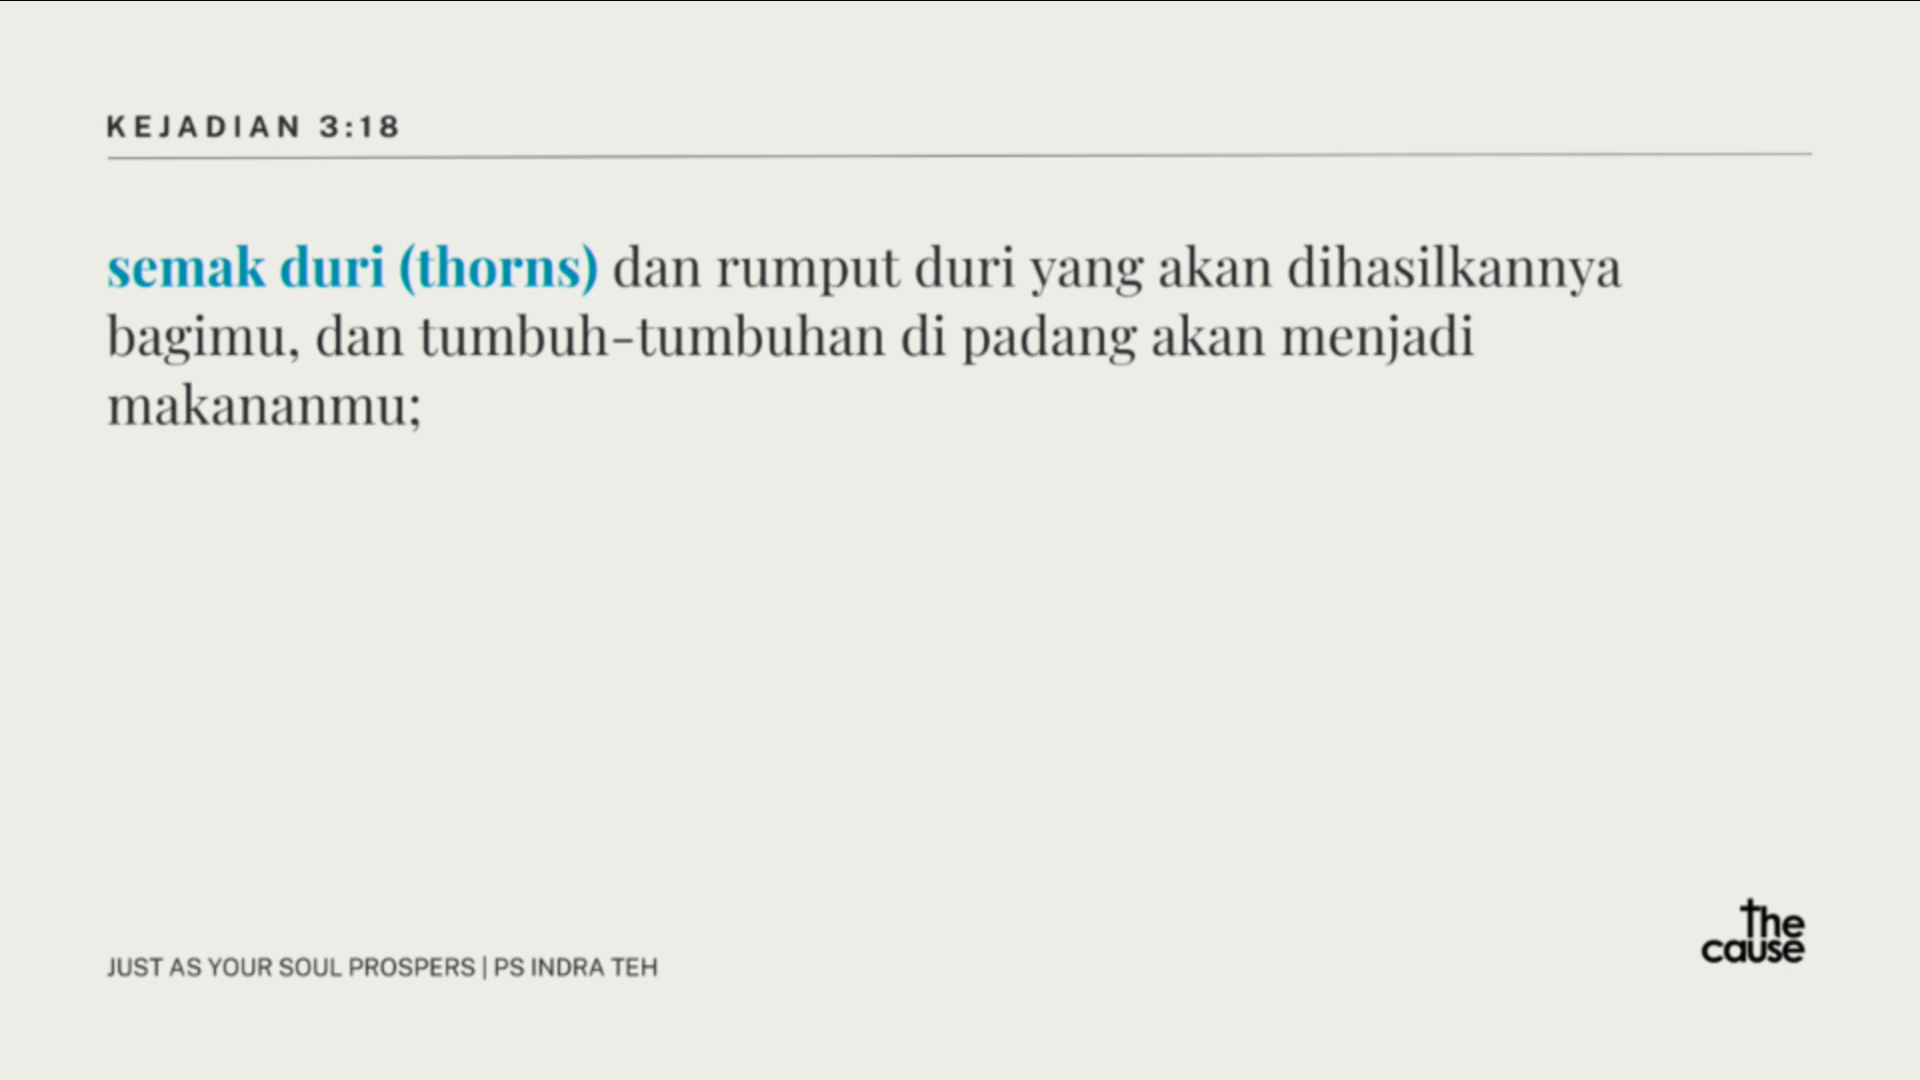 KEJADIAN 3:18
semak duri (thorns) dan rumput duri yang akan dihasilkannya
bagimu, dan tumbuh-tumbuhan di padang akan menjadi
makananmu;
the
cause
JUST AS YOUR SOUL PROSPERS | PS INDRA TEH